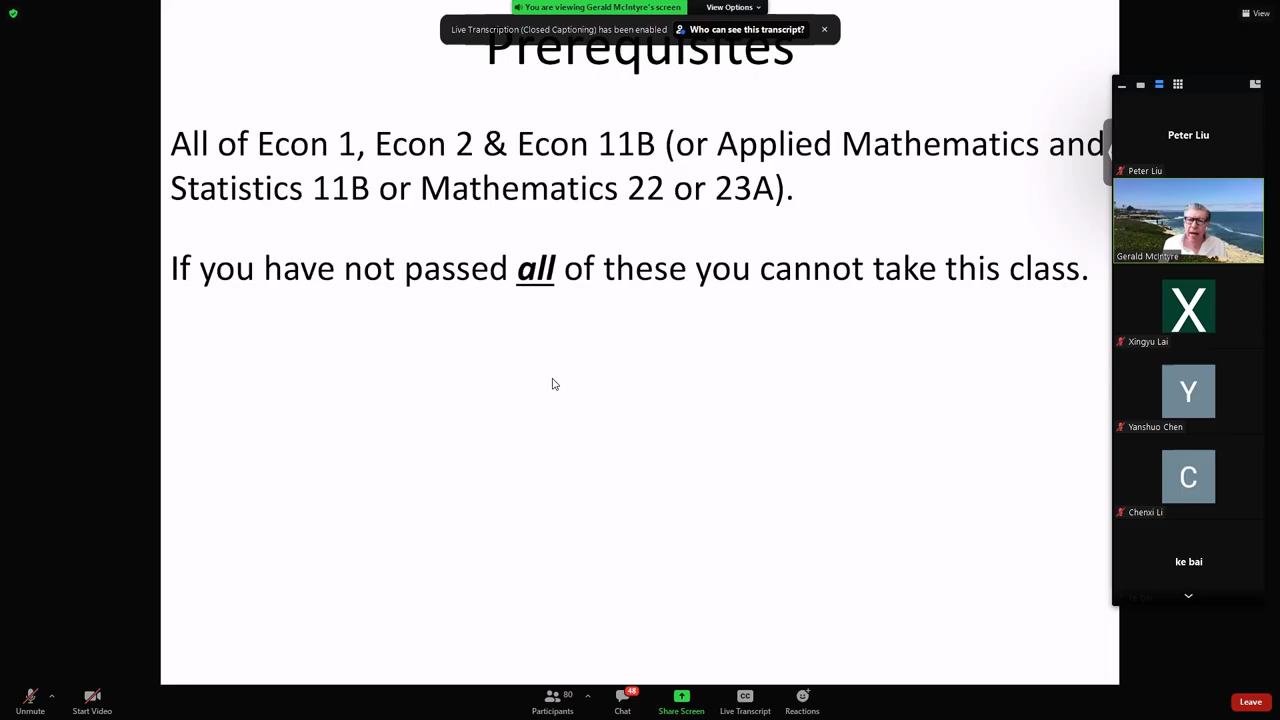 You are viewing Gerald McIntyre's screen
View Options
View
Live Transcription (Closed Captioning) has been enabled
Who can see this transcript?
Prerequisites
All of Econ 1, Econ 2 & Econ 11B (or Applied Mathematics and
Statistics 11B or Mathematics 22 or 23A).
If you have not passed all of these you cannot take this class.
Peter Liu
Peter Liu
Gerald McIntyre
X
Xingyu Lai
Y
Yanshuo Chen
C
Chenxi Li
ke bai
ke bai
Unmute
Start Video
80
Participants
48
Chat
Share Screen
CC
Live Transcript
Reactions
Leave